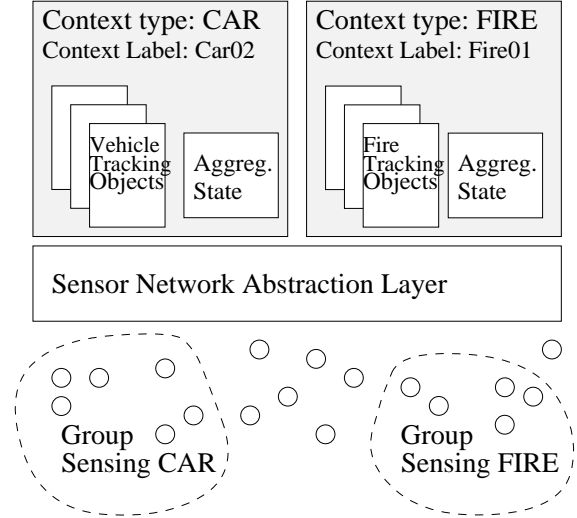 Context type: CAR
Context Label: Car02
Vehicle
Tracking
Objects
Aggreg.
State
Context type: FIRE
Context Label: Fire01
Fire
Tracking
Objects
Aggreg.
State
Sensor Network Abstraction Layer
Group
Sensing CAR
Group
Sensing FIRE